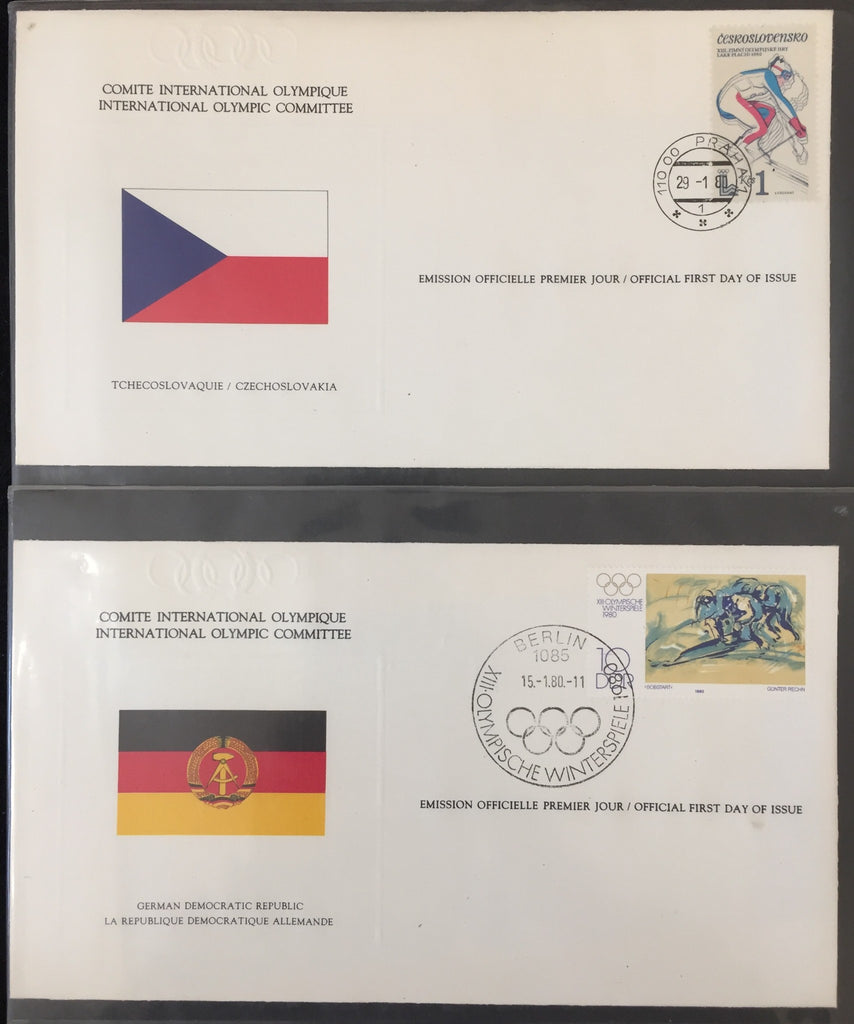 COMITE INTERNATIONAL OLYMPIQUE
INTERNATIONAL OLYMPIC COMMITTEE
ČESKOSLOVENSKO
XIII. ZIMNÍ OLYMPIJSKÉ HRY
LAKE PLACID 1980
1 Kčs
110 00 PRAHA 1
29 -1 80
1
EMISSION OFFICIELLE PREMIER JOUR / OFFICIAL FIRST DAY OF ISSUE
TCHECOSLOVAQUIE / CZECHOSLOVAKIA
COMITE INTERNATIONAL OLYMPIQUE
INTERNATIONAL OLYMPIC COMMITTEE
XIII. OLYMPISCHE
WINTERSPIELE
1980
10
DDR
»BOBSTART«
1980
GÜNTER RECHN
BERLIN
1085
15.-1.80.-11
XIII. OLYMPISCHE WINTERSPIELE 1980
EMISSION OFFICIELLE PREMIER JOUR / OFFICIAL FIRST DAY OF ISSUE
GERMAN DEMOCRATIC REPUBLIC
LA REPUBLIQUE DEMOCRATIQUE ALLEMANDE